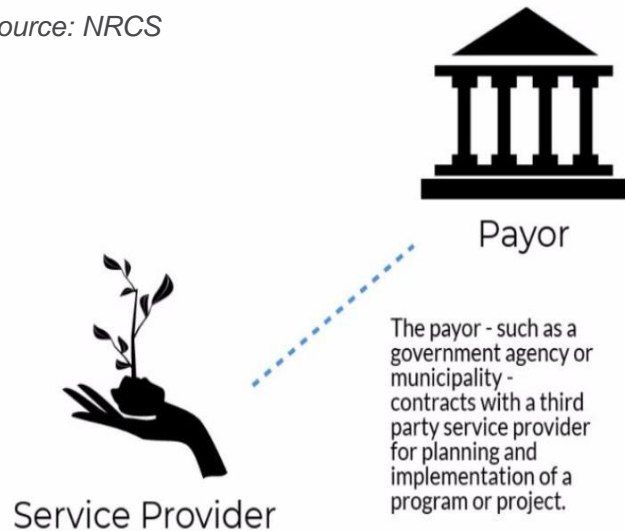 ource: NRCS
Payor
The payor - such as a
government agency or
municipality -
contracts with a third
party service provider
for planning and
implementation of a
program or project.
Service Provider